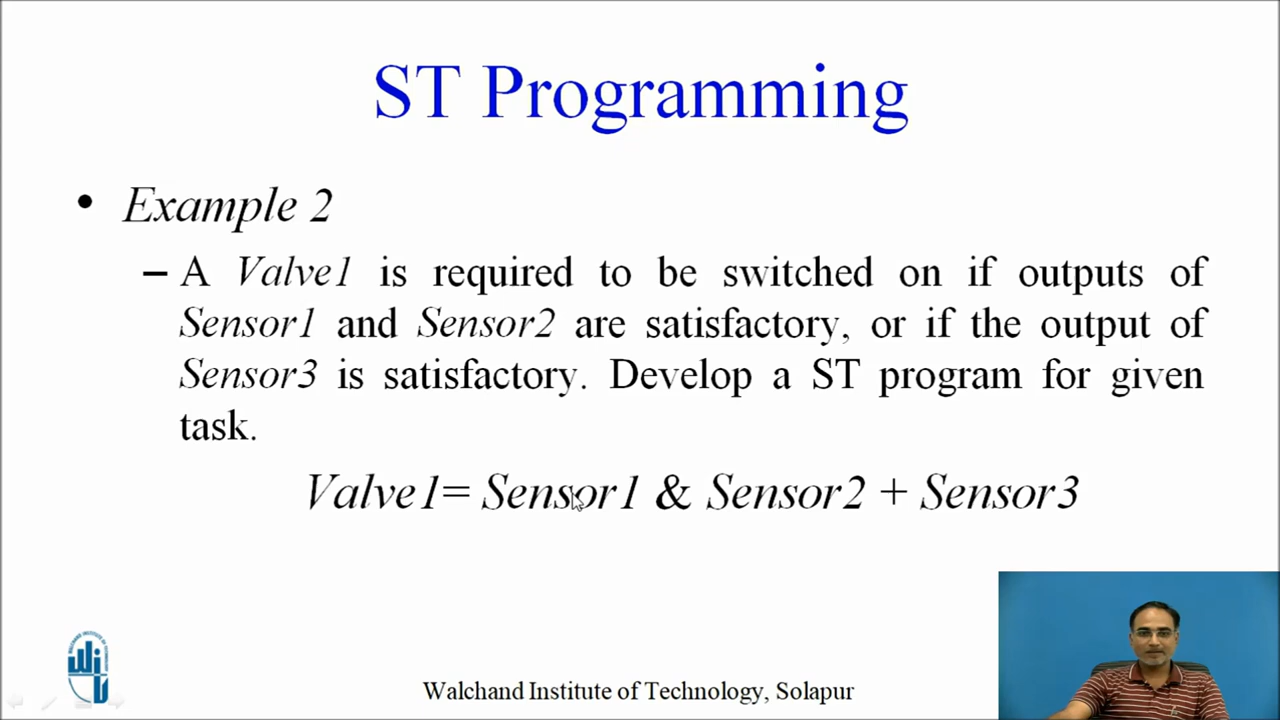 ST Programming
• Example 2
– A Valve1 is required to be switched on if outputs of
Sensor1 and Sensor2 are satisfactory, or if the output of
Sensor3 is satisfactory. Develop a ST program for given
task.
Valve1= Sensor1 & Sensor2 + Sensor3
Walchand Institute of Technology, Solapur